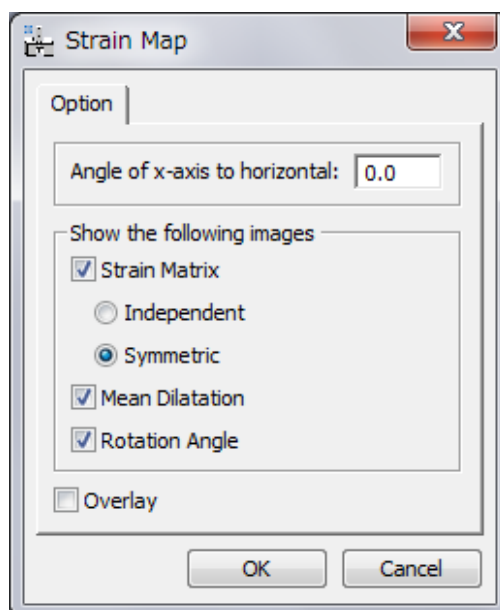 Strain Map
Option
Angle of x-axis to horizontal: 0.0
Show the following images
Strain Matrix
Independent
Symmetric
Mean Dilatation
Rotation Angle
Overlay
OK Cancel